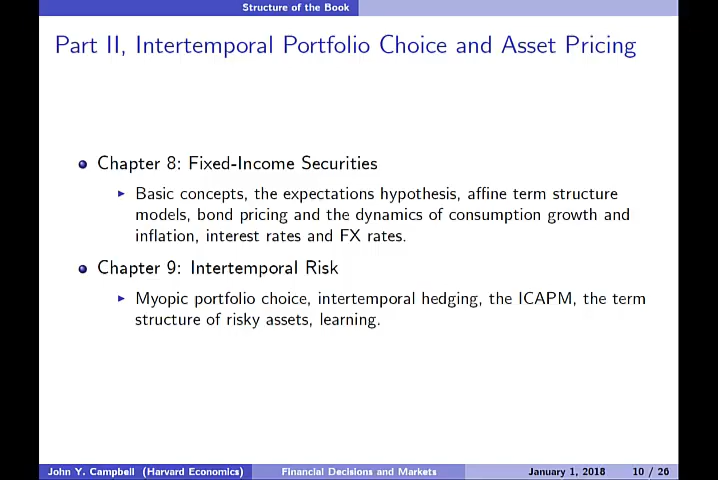 Structure of the Book
Part II, Intertemporal Portfolio Choice and Asset Pricing
Chapter 8: Fixed-Income Securities
Basic concepts, the expectations hypothesis, affine term structure
models, bond pricing and the dynamics of consumption growth and
inflation, interest rates and FX rates.
Chapter 9: Intertemporal Risk
Myopic portfolio choice, intertemporal hedging, the ICAPM, the term
structure of risky assets, learning.
John Y. Campbell (Harvard Economics) Financial Decisions and Markets January 1, 2018 10 / 26